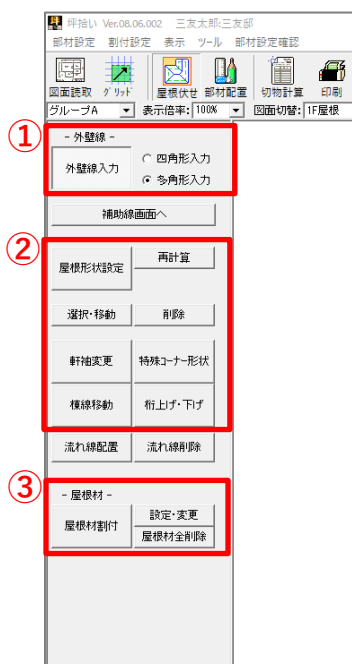 坪拾い Ver.08.06.002 三友太郎:三友邸
部材設定 割付設定 表示 ツール 部材設定確認
図面読取 グリッド 屋根伏せ 部材配置 切物計算 印刷
グループA 表示倍率: 100% 図面切替: 1F屋根
①
- 外壁線 -
外壁線入力
四角形入力
多角形入力
補助線画面へ
②
屋根形状設定 再計算
選択・移動 削除
軒袖変更 特殊コーナー形状
棟線移動 桁上げ・下げ
流れ線配置 流れ線削除
③
- 屋根材 -
屋根材割付
設定・変更
屋根材全削除